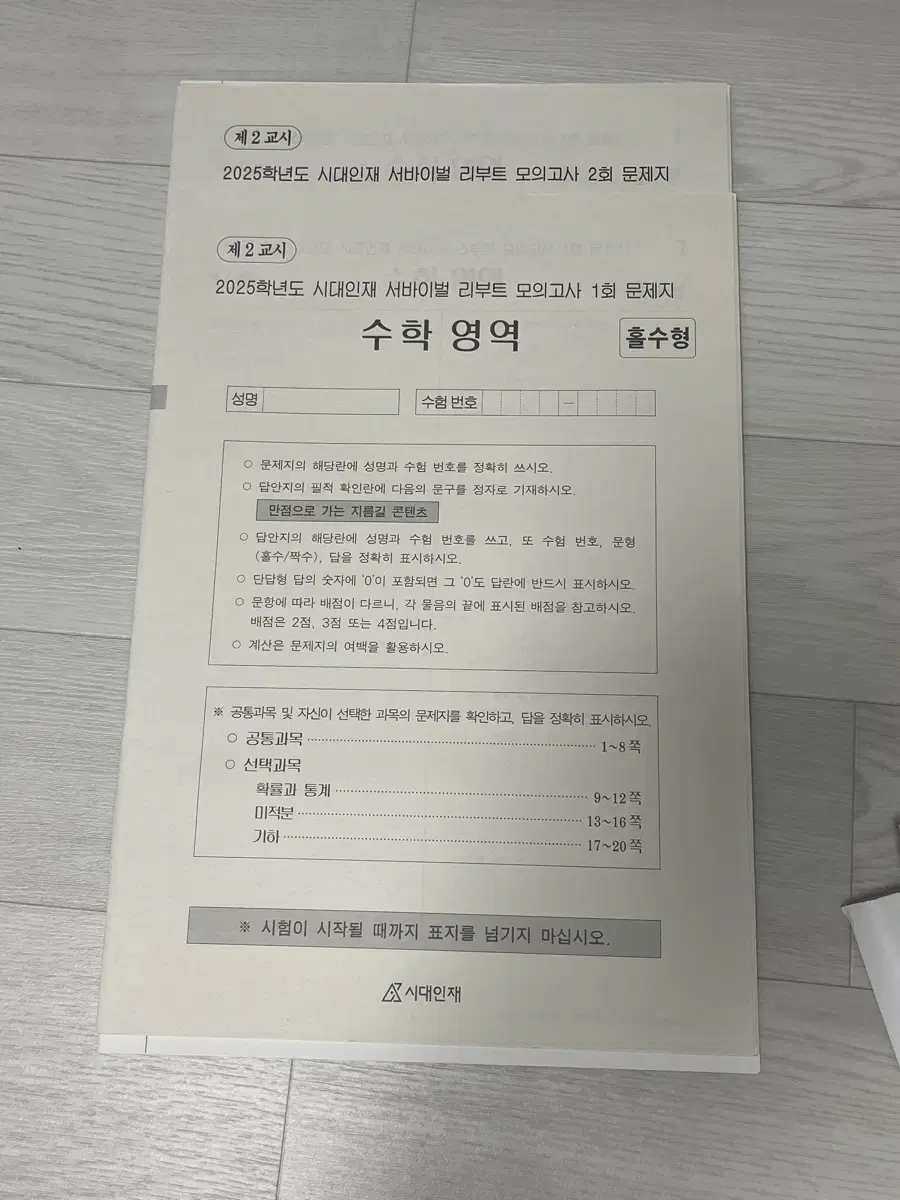 제 2 교시
2025학년도 시대인재 서바이벌 리부트 모의고사 2회 문제지
제 2 교시
2025학년도 시대인재 서바이벌 리부트 모의고사 1회 문제지
수학 영역
홀수형
성명
수험 번호 –
○ 문제지의 해당란에 성명과 수험 번호를 정확히 쓰시오.
○ 답안지의 필적 확인란에 다음의 문구를 정자로 기재하시오.
만점으로 가는 지름길 콘텐츠
○ 답안지의 해당란에 성명과 수험 번호를 쓰고, 또 수험 번호, 문형
(홀수/짝수), 답을 정확히 표시하시오.
○ 단답형 답의 숫자에 '0'이 포함되면 그 '0'도 답란에 반드시 표시하시오.
○ 문항에 따라 배점이 다르니, 각 물음의 끝에 표시된 배점을 참고하시오.
배점은 2점, 3점 또는 4점입니다.
○ 계산은 문제지의 여백을 활용하시오.
※ 공통과목 및 자신이 선택한 과목의 문제지를 확인하고, 답을 정확히 표시하시오.
○ 공통과목 1~8 쪽
○ 선택과목
확률과 통계 9~12 쪽
미적분 13~16 쪽
기하 17~20 쪽
※ 시험이 시작될 때까지 표지를 넘기지 마십시오.
시대인재